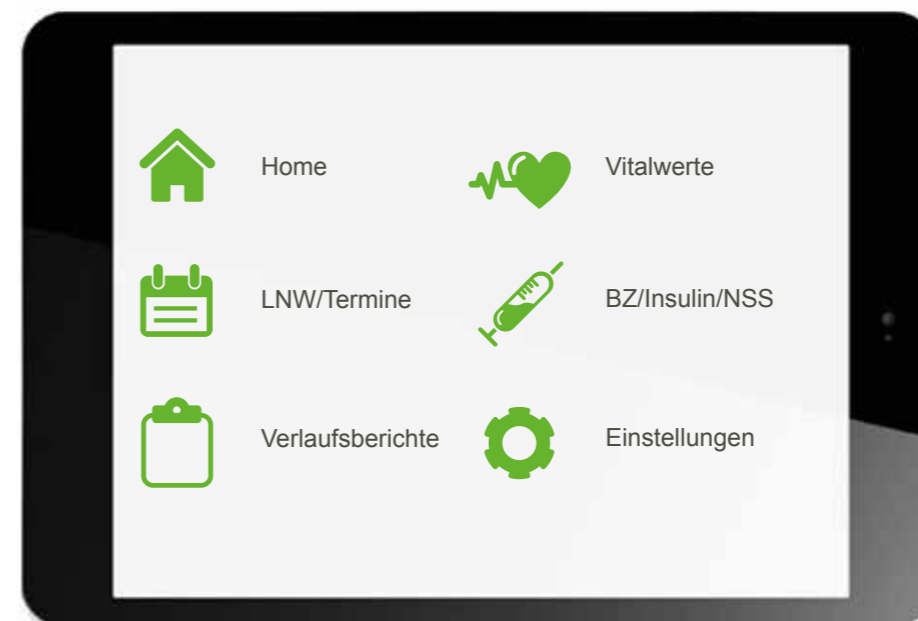 Home
Vitalwerte
LNW/Termine
BZ/Insulin/NSS
Verlaufsberichte
Einstellungen